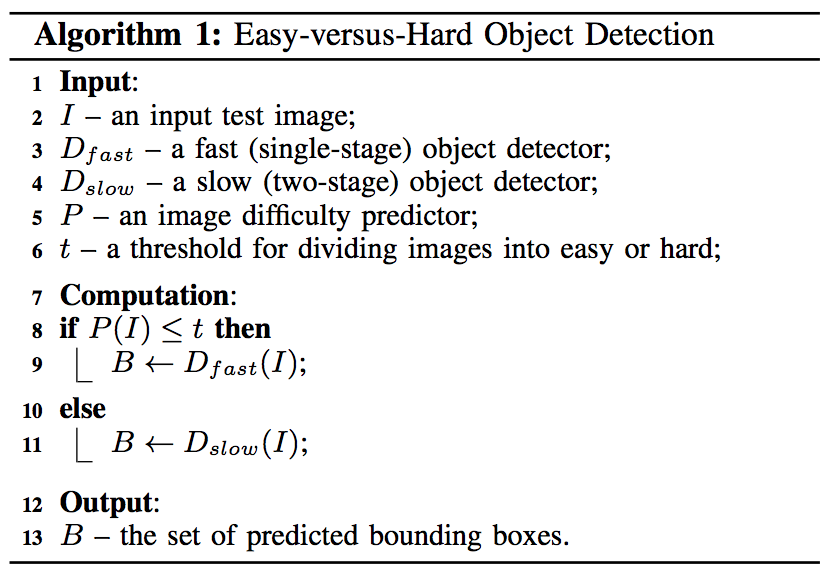 Algorithm 1: Easy-versus-Hard Object Detection
1 Input:
2 I – an input test image;
3 D_fast – a fast (single-stage) object detector;
4 D_slow – a slow (two-stage) object detector;
5 P – an image difficulty predictor;
6 t – a threshold for dividing images into easy or hard;
7 Computation:
8 if P(I) ≤ t then
9 B ← D_fast(I);
10 else
11 B ← D_slow(I);
12 Output:
13 B – the set of predicted bounding boxes.